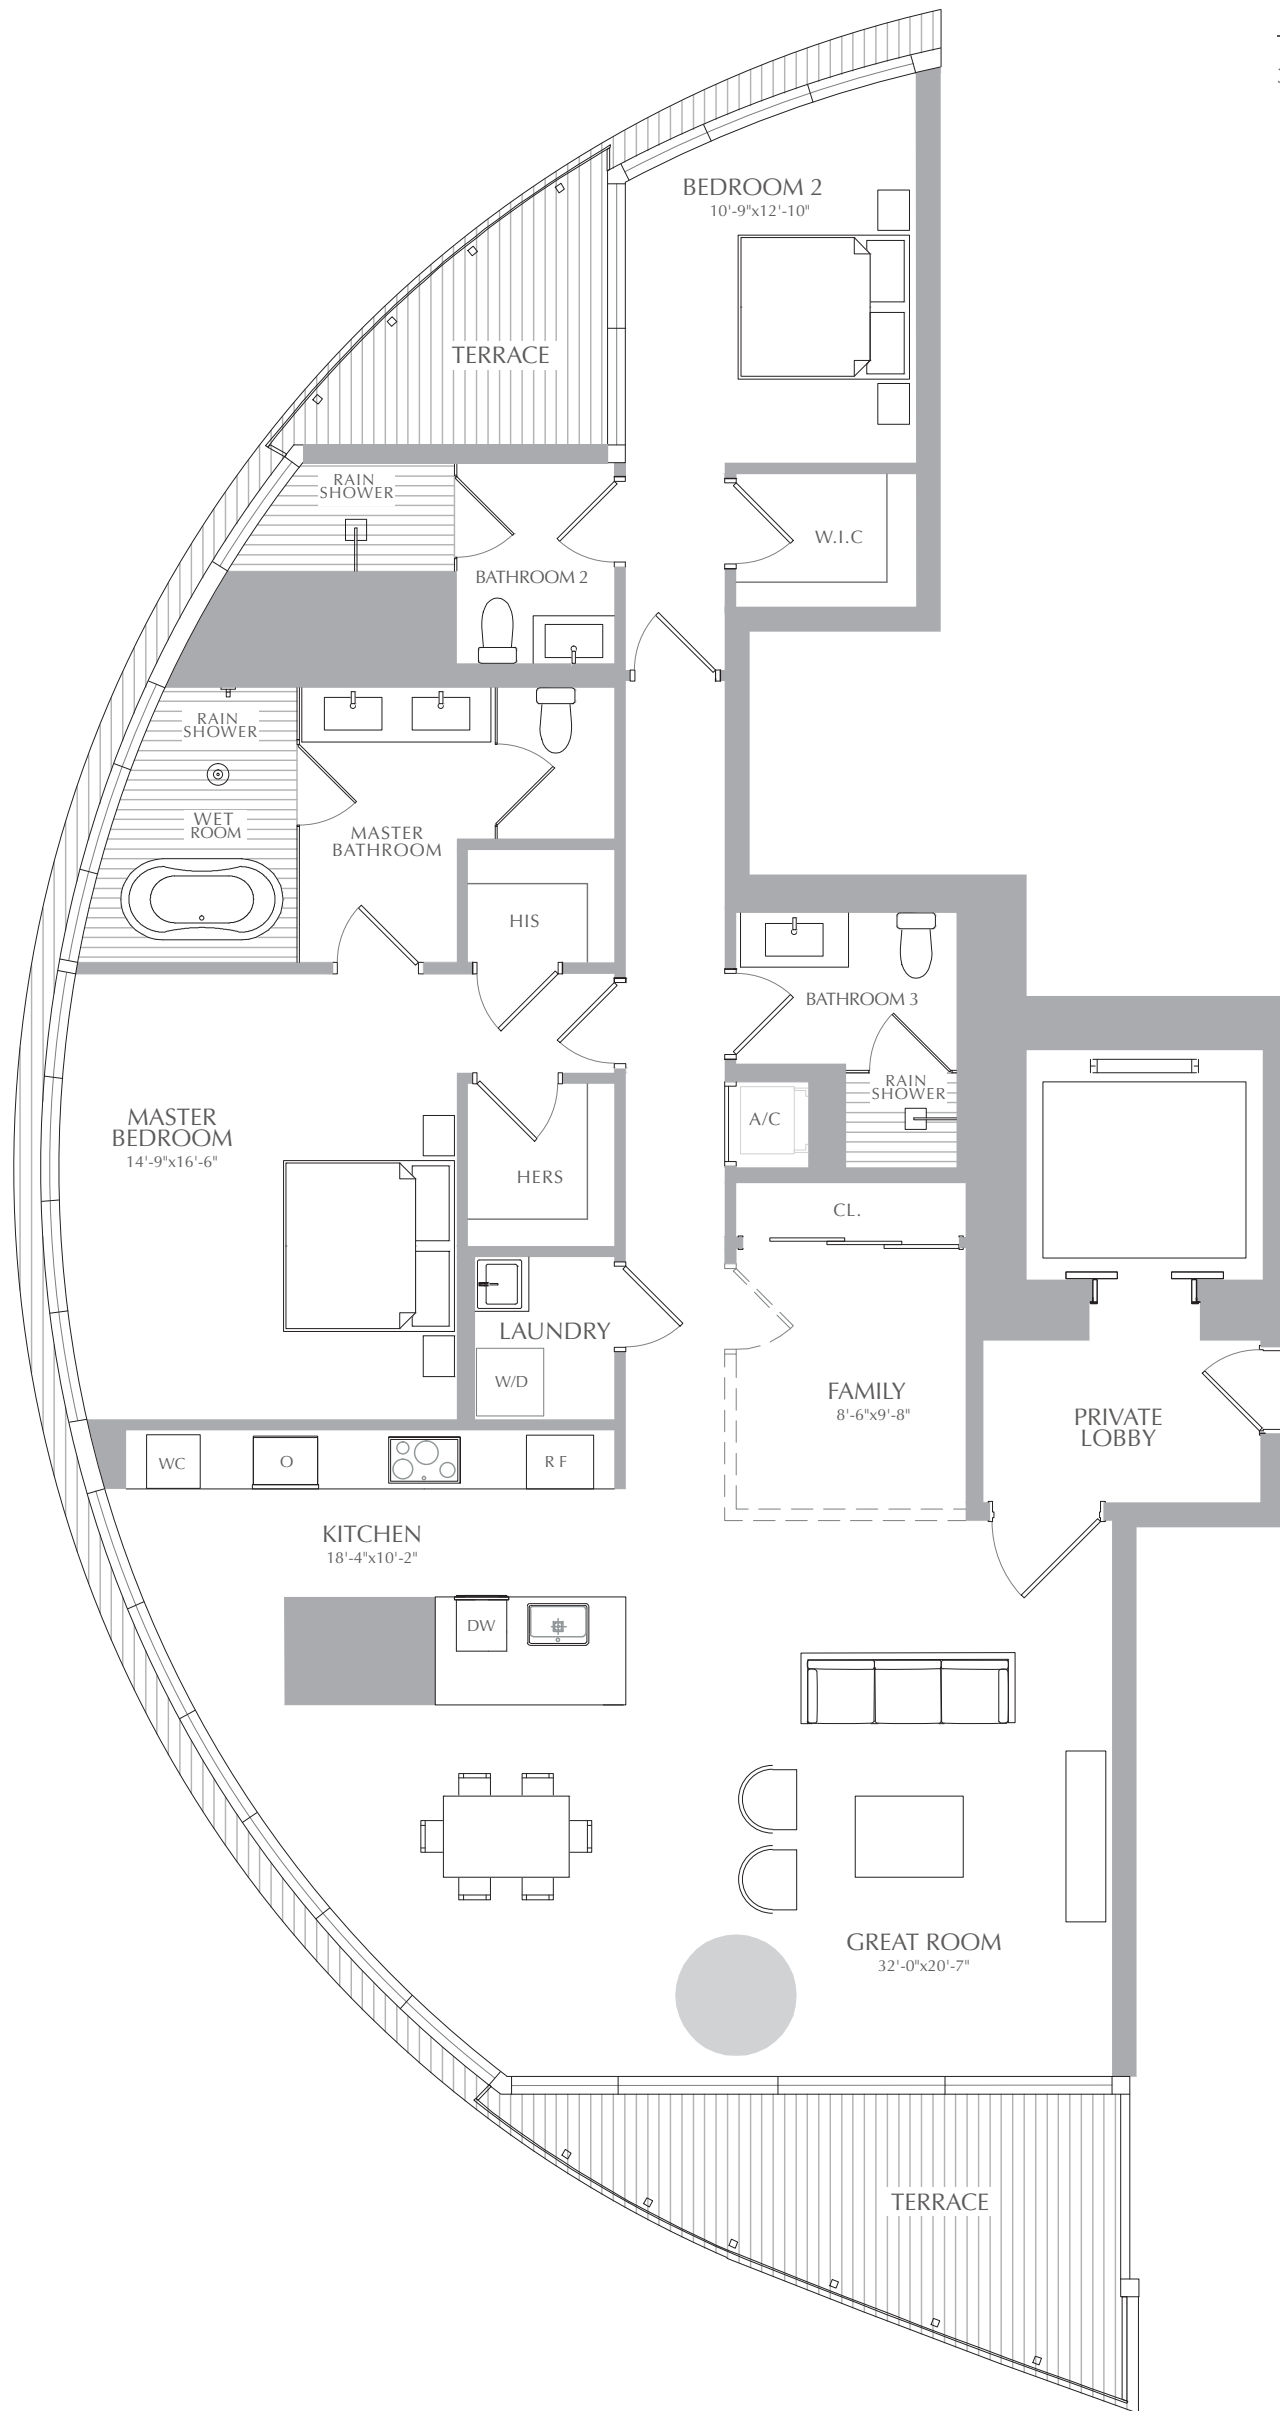 BEDROOM 2
10'-9"x12'-10"
TERRACE
RAIN
SHOWER
W.I.C
BATHROOM 2
RAIN
SHOWER
WET
ROOM
MASTER
BATHROOM
HIS
BATHROOM 3
RAIN
SHOWER
A/C
MASTER
BEDROOM
14'-9"x16'-6"
HERS
CL.
LAUNDRY
W/D
FAMILY
8'-6"x9'-8"
PRIVATE
LOBBY
WC
O
R F
KITCHEN
18'-4"x10'-2"
DW
GREAT ROOM
32'-0"x20'-7"
TERRACE